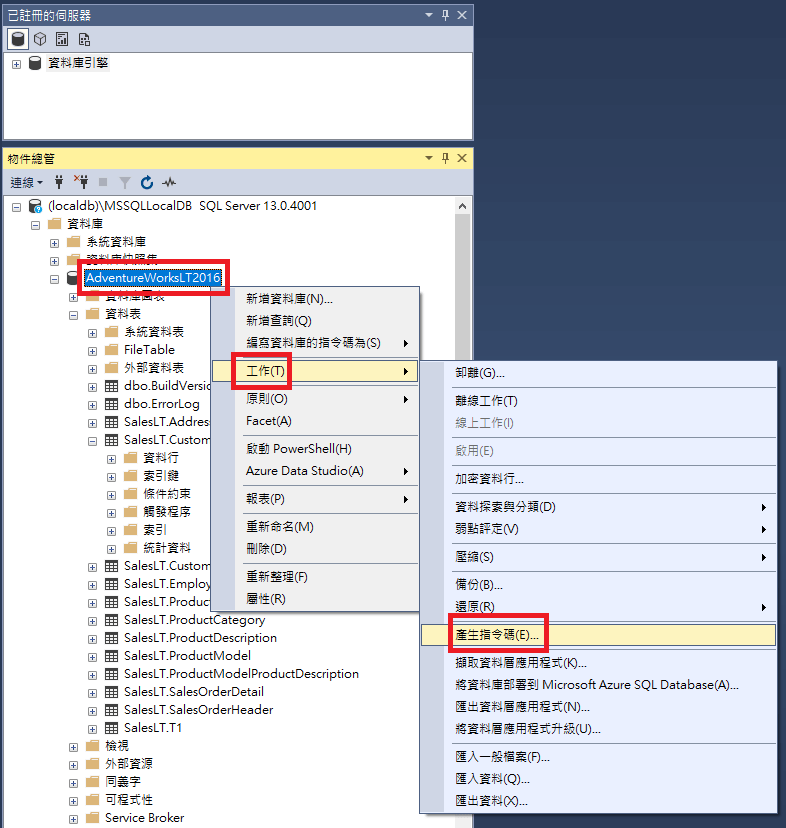 已註冊的伺服器
資料庫引擎
物件總管
連線
(localdb)\MSSQLLocalDB SQL Server 13.0.4001
資料庫
系統資料庫
資料庫快照集
AdventureWorksLT2016
資料庫圖表
資料表
系統資料表
FileTable
外部資料表
dbo.BuildVersio
dbo.ErrorLog
SalesLT.Addres
SalesLT.Custom
資料行
索引鍵
條件約束
觸發程序
索引
統計資料
SalesLT.Custom
SalesLT.Employ
SalesLT.Product
SalesLT.ProductCategory
SalesLT.ProductDescription
SalesLT.ProductModel
SalesLT.ProductModelProductDescription
SalesLT.SalesOrderDetail
SalesLT.SalesOrderHeader
SalesLT.T1
檢視
外部資源
同義字
可程式性
Service Broker
新增資料庫(N)...
新增查詢(Q)
編寫資料庫的指令碼為(S)
工作(T)
原則(O)
Facet(A)
啟動 PowerShell(H)
Azure Data Studio(A)
報表(P)
重新命名(M)
刪除(D)
重新整理(F)
屬性(R)
卸離(G)...
離線工作(T)
線上工作(I)
啟用(E)
加密資料行...
資料探索與分類(D)
弱點評定(V)
壓縮(S)
備份(B)...
還原(R)
產生指令碼(E)...
擷取資料層應用程式(K)...
將資料庫部署到 Microsoft Azure SQL Database(A)...
匯出資料層應用程式(N)...
將資料層應用程式升級(U)...
匯入一般檔案(F)...
匯入資料(Q)...
匯出資料(X)...